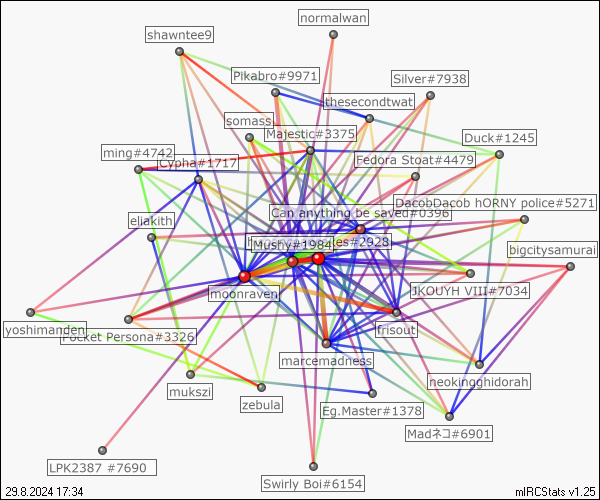 normalwan
shawntee9
Pikabro#9971
Silver#7938
thesecondtwat
somass
Majestic#3375
Duck#1245
ming#4742
Cypha#1717
Fedora Stoat#4479
DacobDacob hORNY police#5271
Can anything be saved#0396
eliakith
Mushy#1984
es#2928
bigcitysamurai
moonraven
JKOUYH VIII#7034
yoshimanden
Pocket Persona#3326
frisout
marcemadness
neokingghidorah
mukszi
zebula
Eg.Master#1378
Madネコ#6901
LPK2387 #7690
Swirly Boi#6154
29.8.2024 17:34
mIRCStats v1.25